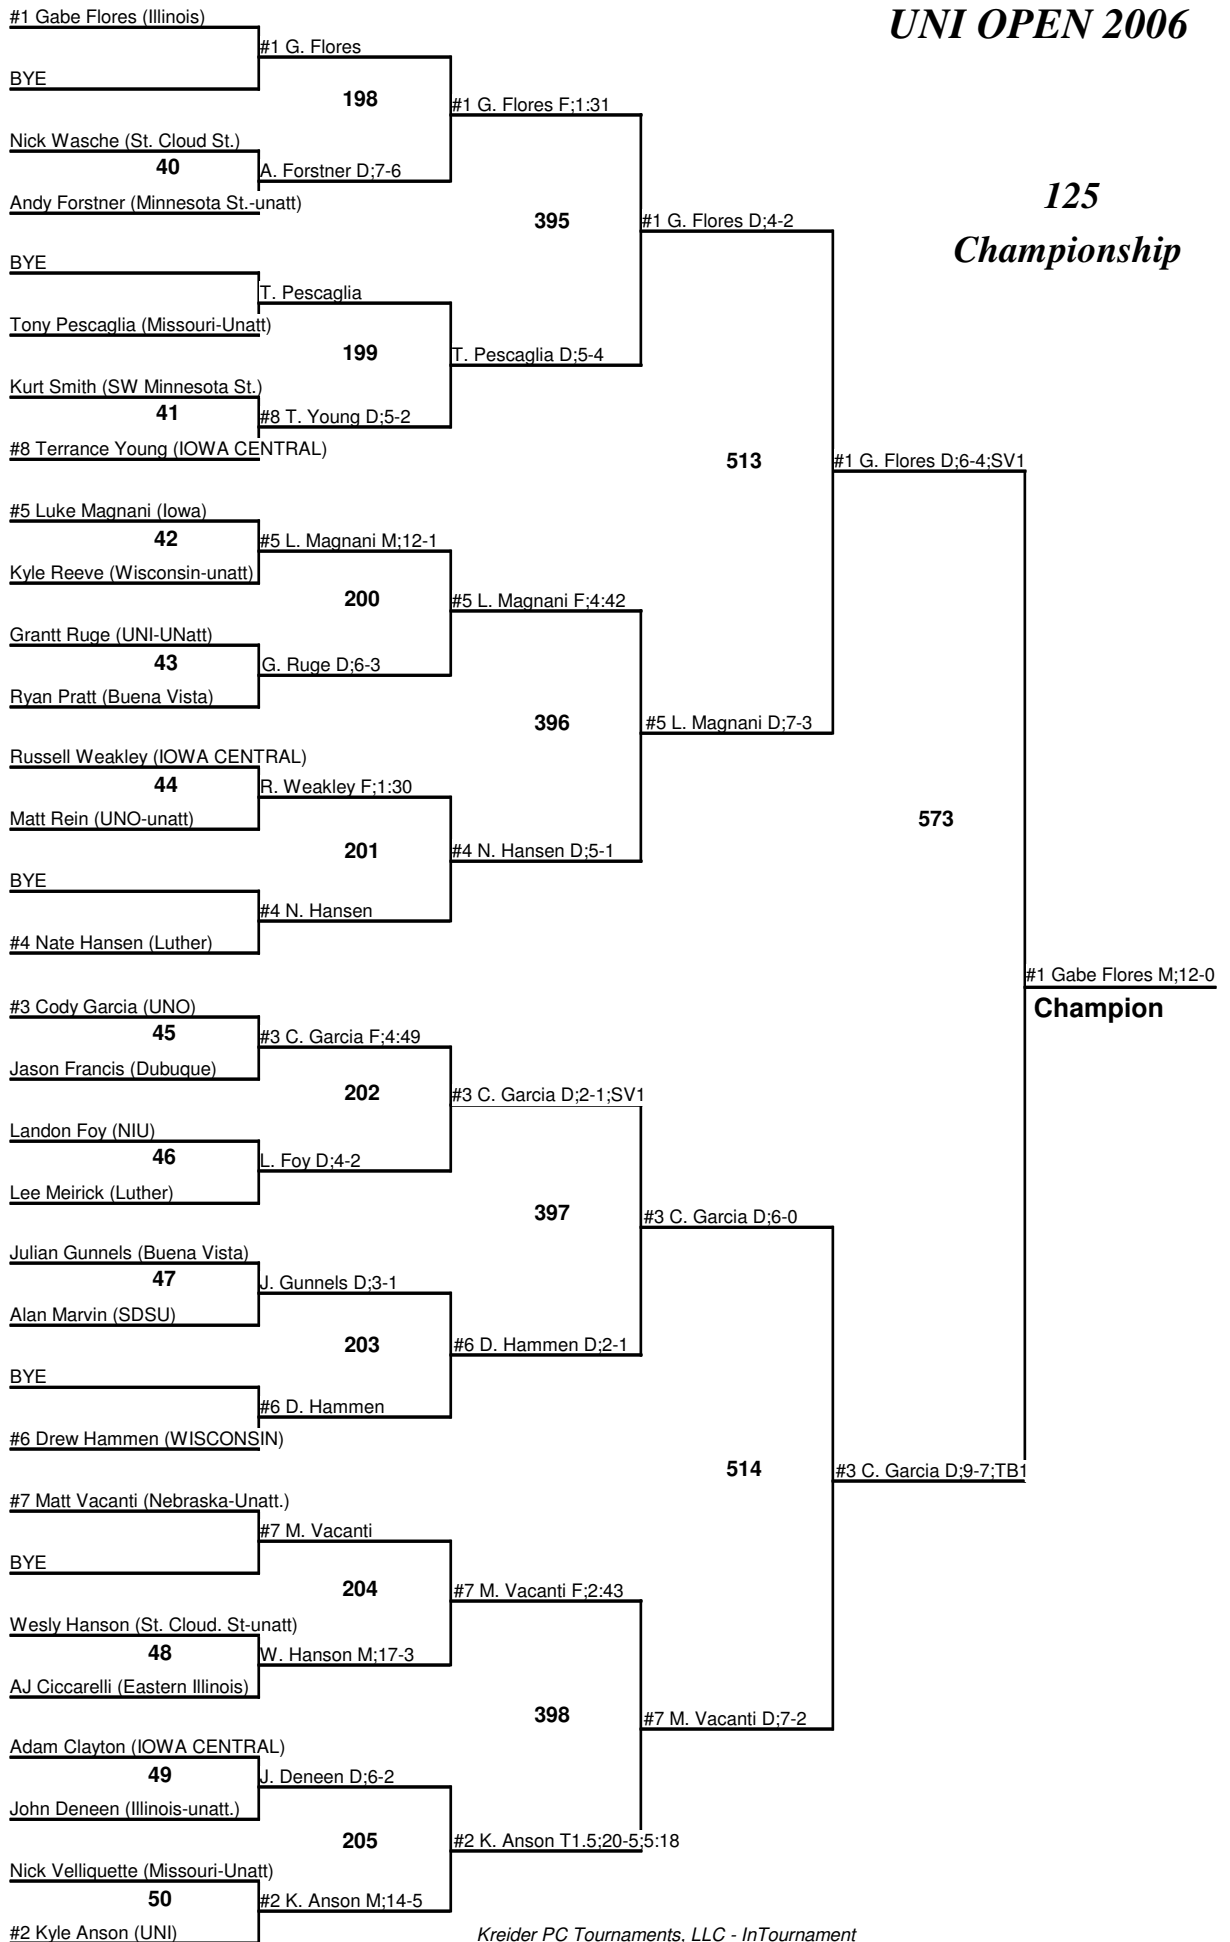 UNI OPEN 2006
125
Championship
#1 Gabe Flores (Illinois)
#1 G. Flores
BYE
198
#1 G. Flores F;1:31
Nick Wasche (St. Cloud St.)
40
A. Forstner D;7-6
Andy Forstner (Minnesota St.-unatt)
395
#1 G. Flores D;4-2
BYE
T. Pescaglia
Tony Pescaglia (Missouri-Unatt)
199
T. Pescaglia D;5-4
Kurt Smith (SW Minnesota St.)
41
#8 T. Young D;5-2
#8 Terrance Young (IOWA CENTRAL)
513
#1 G. Flores D;6-4;SV1
#5 Luke Magnani (Iowa)
42
#5 L. Magnani M;12-1
Kyle Reeve (Wisconsin-unatt)
200
#5 L. Magnani F;4:42
Grantt Ruge (UNI-UNatt)
43
G. Ruge D;6-3
Ryan Pratt (Buena Vista)
396
#5 L. Magnani D;7-3
Russell Weakley (IOWA CENTRAL)
44
R. Weakley F;1:30
Matt Rein (UNO-unatt)
573
201
#4 N. Hansen D;5-1
BYE
#4 N. Hansen
#4 Nate Hansen (Luther)
#1 Gabe Flores M;12-0
Champion
#3 Cody Garcia (UNO)
45
#3 C. Garcia F;4:49
Jason Francis (Dubuque)
202
#3 C. Garcia D;2-1;SV1
Landon Foy (NIU)
46
L. Foy D;4-2
Lee Meirick (Luther)
397
#3 C. Garcia D;6-0
Julian Gunnels (Buena Vista)
47
J. Gunnels D;3-1
Alan Marvin (SDSU)
203
#6 D. Hammen D;2-1
BYE
#6 D. Hammen
#6 Drew Hammen (WISCONSIN)
514
#3 C. Garcia D;9-7;TB1
#7 Matt Vacanti (Nebraska-Unatt.)
#7 M. Vacanti
BYE
204
#7 M. Vacanti F;2:43
Wesly Hanson (St. Cloud. St-unatt)
48
W. Hanson M;17-3
AJ Ciccarelli (Eastern Illinois)
398
#7 M. Vacanti D;7-2
Adam Clayton (IOWA CENTRAL)
49
J. Deneen D;6-2
John Deneen (Illinois-unatt.)
205
#2 K. Anson T1.5;20-5;5:18
Nick Velliquette (Missouri-Unatt)
50
#2 K. Anson M;14-5
#2 Kyle Anson (UNI)
Kreider PC Tournaments, LLC - InTournament